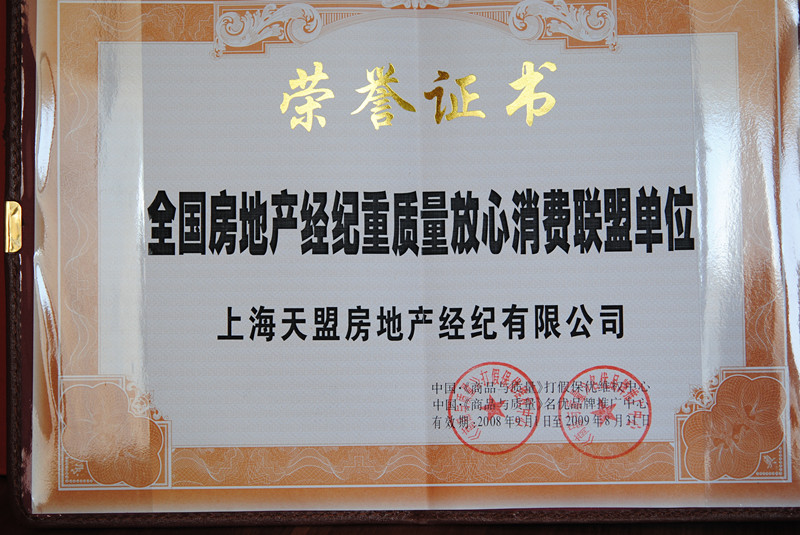 荣誉证书
全国房地产经纪重质量放心消费联盟单位
上海天盟房地产经纪有限公司
中国·《商品与质量》打假保优维权中心
中国·《商品与质量》名优品牌推广中心
有效期:2008年9月1日至2009年8月31日